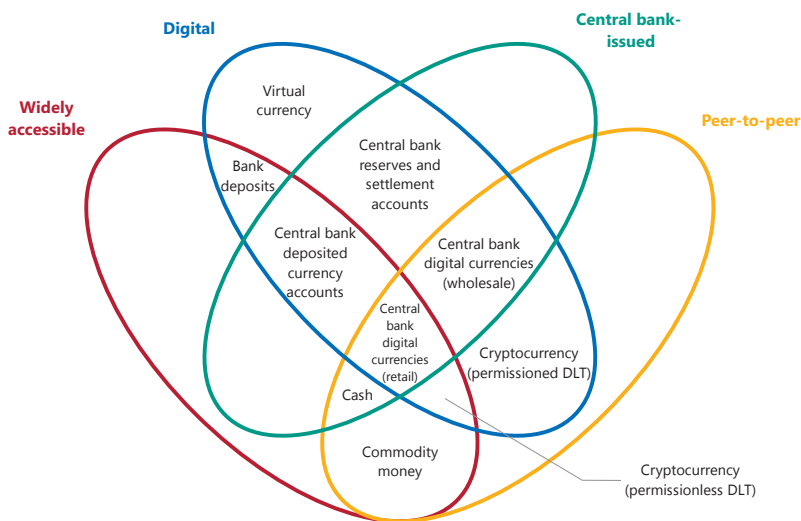 Digital
Central bank-
issued
Widely
accessible
Peer-to-peer
Virtual
currency
Bank
deposits
Central bank
reserves and
settlement
accounts
Central bank
deposited
currency
accounts
Central bank
digital currencies
(wholesale)
Central
bank
digital
currencies
(retail)
Cryptocurrency
(permissioned DLT)
Cash
Commodity
money
Cryptocurrency
(permissionless DLT)